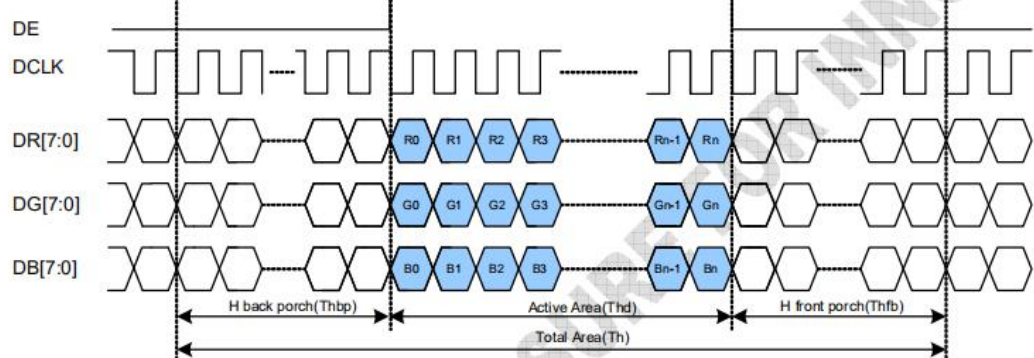 DE
DCLK
DR[7:0] R0 R1 R2 R3 Rn-1 Rn
DG[7:0] G0 G1 G2 G3 Gn-1 Gn
DB[7:0] B0 B1 B2 B3 Bn-1 Bn
H back porch(Thbp) Active Area(Thd) H front porch(Thfb)
Total Area(Th)